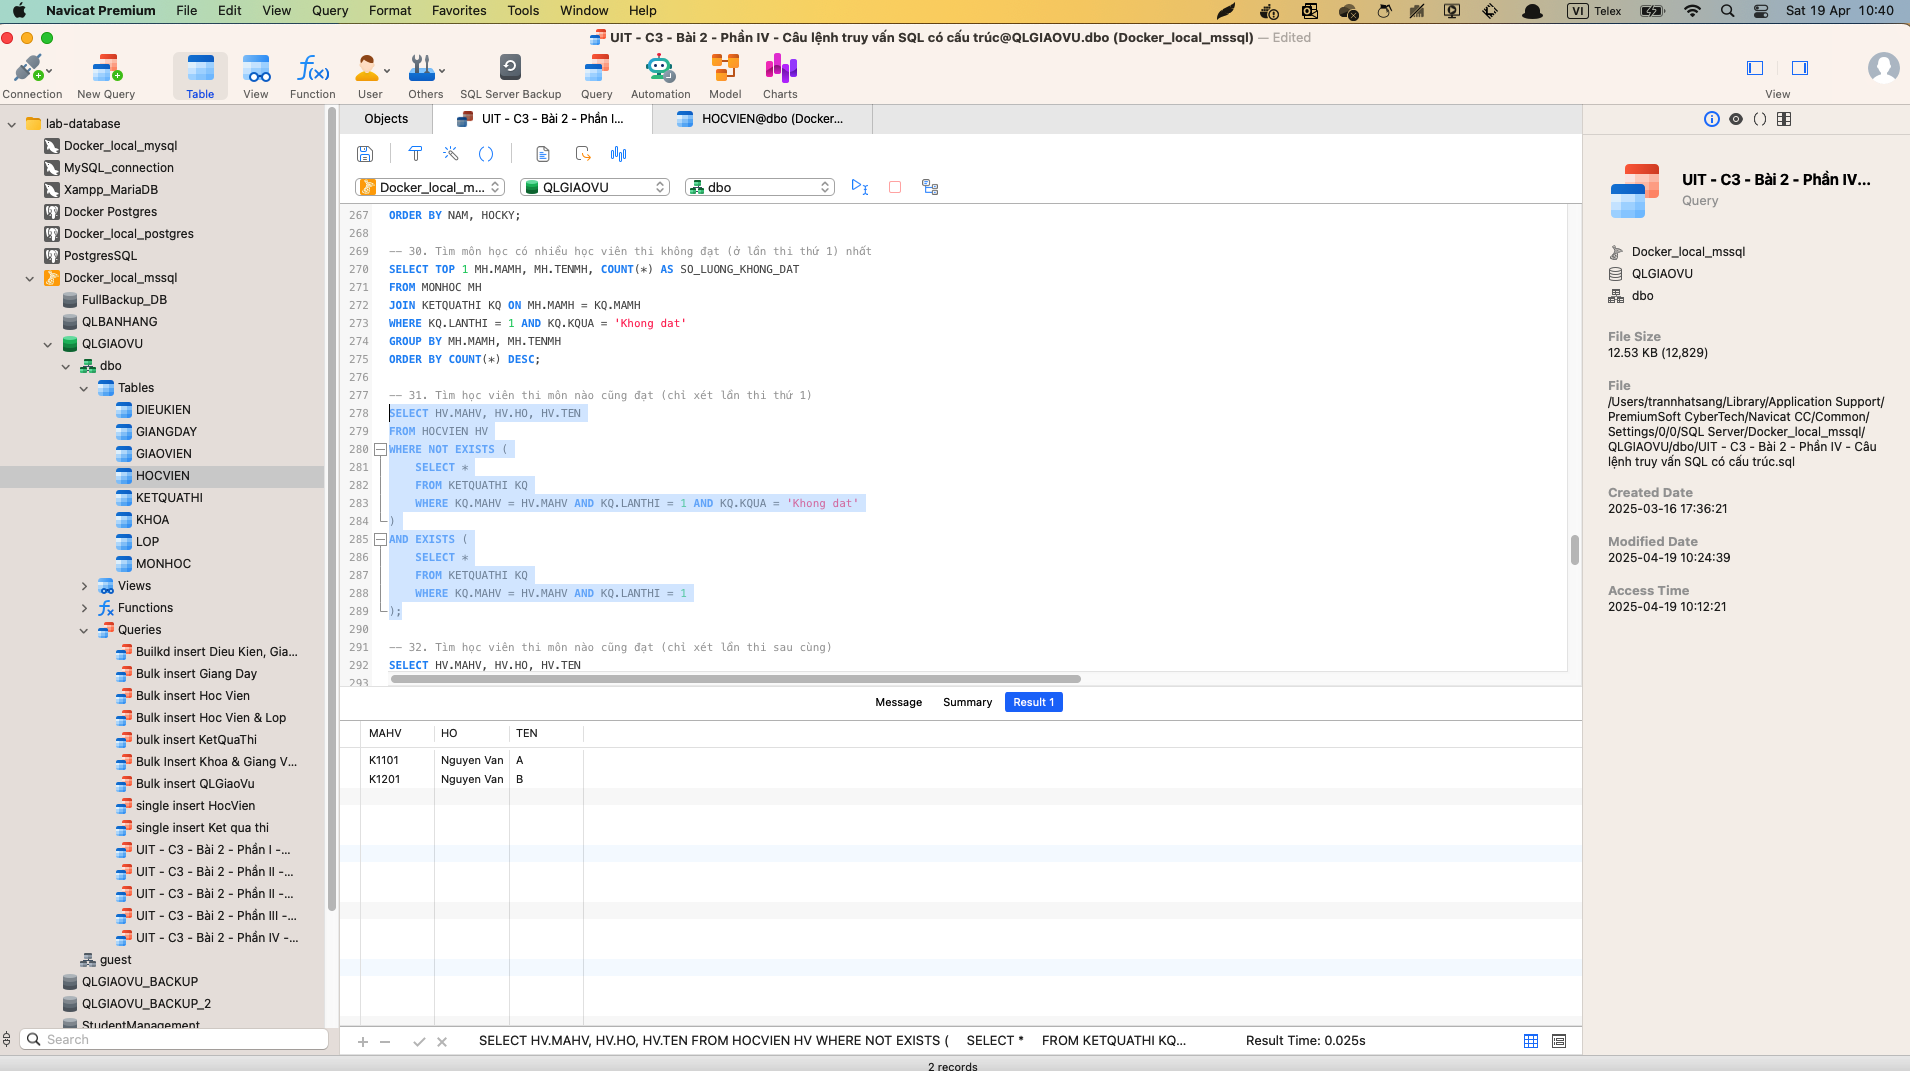 Navicat Premium File Edit View Query Format Favorites Tools Window Help VI Telex Sat 19 Apr 10:40
UIT - C3 - Bài 2 - Phần IV - Câu lệnh truy vấn SQL có cấu trúc@QLGIAOVU.dbo (Docker_local_mssql) — Edited
Connection New Query Table View Function User Others SQL Server Backup Query Automation Model Charts View
lab-database
Docker_local_mysql
MySQL_connection
Xampp_MariaDB
Docker Postgres
Docker_local_postgres
PostgresSQL
Docker_local_mssql
FullBackup_DB
QLBANHANG
QLGIAOVU
dbo
Tables
DIEUKIEN
GIANGDAY
GIAOVIEN
HOCVIEN
KETQUATHI
KHOA
LOP
MONHOC
Views
Functions
Queries
Builkd insert Dieu Kien, Gia...
Bulk insert Giang Day
Bulk insert Hoc Vien
Bulk insert Hoc Vien & Lop
bulk insert KetQuaThi
Bulk Insert Khoa & Giang V...
Bulk insert QLGiaoVu
single insert HocVien
single insert Ket qua thi
UIT - C3 - Bài 2 - Phần I -...
UIT - C3 - Bài 2 - Phần II -...
UIT - C3 - Bài 2 - Phần II -...
UIT - C3 - Bài 2 - Phần III -...
UIT - C3 - Bài 2 - Phần IV -...
guest
QLGIAOVU_BACKUP
QLGIAOVU_BACKUP_2
StudentManagement
Search
Objects UIT - C3 - Bài 2 - Phần I... HOCVIEN@dbo (Docker...
Docker_local_m... QLGIAOVU dbo
267 ORDER BY NAM, HOCKY;
268
269 -- 30. Tìm môn học có nhiều học viên thi không đạt (ở lần thi thứ 1) nhất
270 SELECT TOP 1 MH.MAMH, MH.TENMH, COUNT(*) AS SO_LUONG_KHONG_DAT
271 FROM MONHOC MH
272 JOIN KETQUATHI KQ ON MH.MAMH = KQ.MAMH
273 WHERE KQ.LANTHI = 1 AND KQ.KQUA = 'Khong dat'
274 GROUP BY MH.MAMH, MH.TENMH
275 ORDER BY COUNT(*) DESC;
276
277 -- 31. Tìm học viên thi môn nào cũng đạt (chỉ xét lần thi thứ 1)
278 SELECT HV.MAHV, HV.HO, HV.TEN
279 FROM HOCVIEN HV
280 WHERE NOT EXISTS (
281 SELECT *
282 FROM KETQUATHI KQ
283 WHERE KQ.MAHV = HV.MAHV AND KQ.LANTHI = 1 AND KQ.KQUA = 'Khong dat'
284 )
285 AND EXISTS (
286 SELECT *
287 FROM KETQUATHI KQ
288 WHERE KQ.MAHV = HV.MAHV AND KQ.LANTHI = 1
289 );
290
291 -- 32. Tìm học viên thi môn nào cũng đạt (chỉ xét lần thi sau cùng)
292 SELECT HV.MAHV, HV.HO, HV.TEN
293
Message Summary Result 1
MAHV HO TEN
K1101 Nguyen Van A
K1201 Nguyen Van B
SELECT HV.MAHV, HV.HO, HV.TEN FROM HOCVIEN HV WHERE NOT EXISTS ( SELECT * FROM KETQUATHI KQ... Result Time: 0.025s
2 records
UIT - C3 - Bài 2 - Phần IV...
Query
Docker_local_mssql
QLGIAOVU
dbo
File Size
12.53 KB (12,829)
File
/Users/trannhatsang/Library/Application Support/
PremiumSoft CyberTech/Navicat CC/Common/
Settings/0/0/SQL Server/Docker_local_mssql/
QLGIAOVU/dbo/UIT - C3 - Bài 2 - Phần IV - Câu
lệnh truy vấn SQL có cấu trúc.sql
Created Date
2025-03-16 17:36:21
Modified Date
2025-04-19 10:24:39
Access Time
2025-04-19 10:12:21